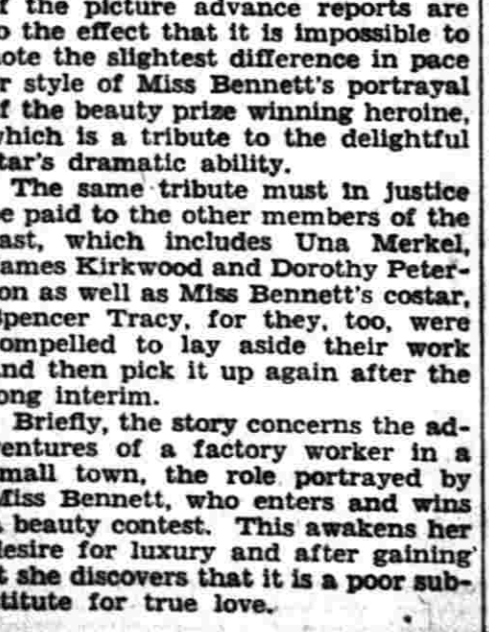 f the picture advance reports are
o the effect that it is impossible to
ote the slightest difference in pace
r style of Miss Bennett's portrayal
f the beauty prize winning heroine,
hich is a tribute to the delightful
tar's dramatic ability.
The same tribute must in justice
e paid to the other members of the
ast, which includes Una Merkel,
ames Kirkwood and Dorothy Peter-
on as well as Miss Bennett's costar,
pencer Tracy, for they, too, were
ompelled to lay aside their work
nd then pick it up again after the
ong interim.
Briefly, the story concerns the ad-
entures of a factory worker in a
mall town, the role portrayed by
Miss Bennett, who enters and wins
beauty contest. This awakens her
desire for luxury and after gaining
t she discovers that it is a poor sub-
titute for true love.